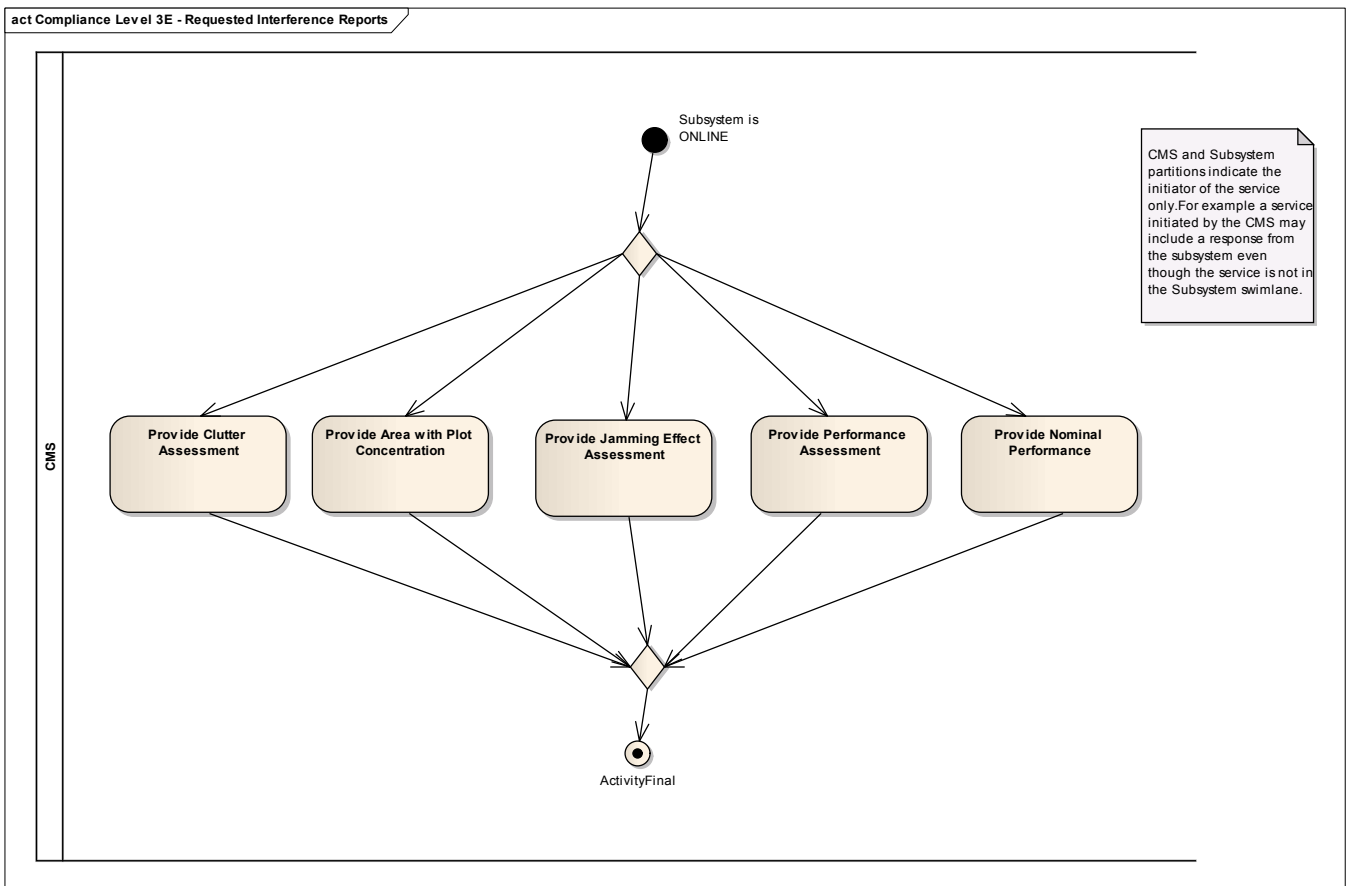 act Compliance Level 3E - Requested Interference Reports
Subsystem is
ONLINE
CMS and Subsystem
partitions indicate the
initiator of the service
only.For example a service
initiated by the CMS may
include a response from
the subsystem even
though the service is not in
the Subsystem swimlane.
CMS
Provide Clutter
Assessment
Provide Area with Plot
Concentration
Provide Jamming Effect
Assessment
Provide Performance
Assessment
Provide Nominal
Performance
ActivityFinal